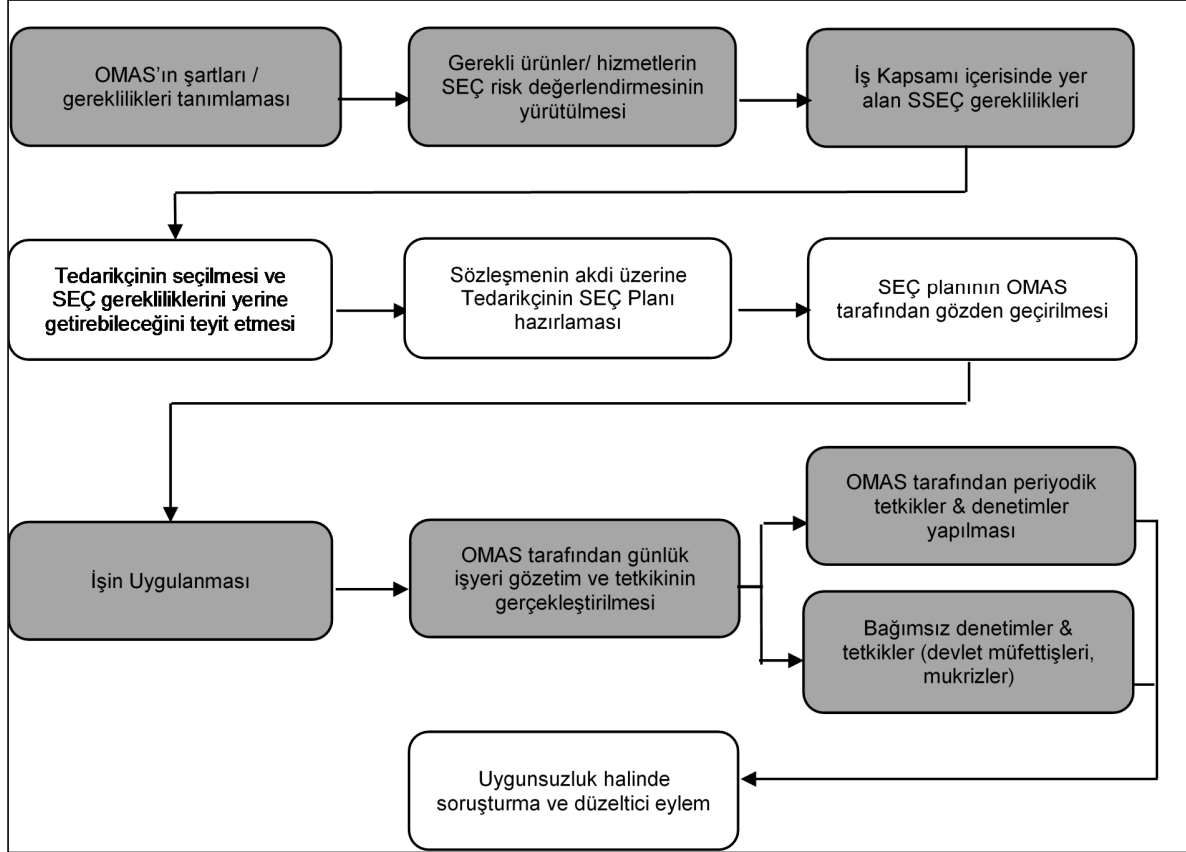 OMAS’ın şartları /
gereklilikleri tanımlaması
Gerekli ürünler/ hizmetlerin
SEÇ risk değerlendirmesinin
yürütülmesi
İş Kapsamı içerisinde yer
alan SSEÇ gereklilikleri
Tedarikçinin seçilmesi ve
SEÇ gerekliliklerini yerine
getirebileceğini teyit etmesi
Sözleşmenin akdi üzerine
Tedarikçinin SEÇ Planı
hazırlaması
SEÇ planının OMAS
tarafından gözden geçirilmesi
İşin Uygulanması
OMAS tarafından günlük
işyeri gözetim ve tetkikinin
gerçekleştirilmesi
OMAS tarafından periyodik
tetkikler & denetimler
yapılması
Bağımsız denetimler &
tetkikler (devlet müfettişleri,
mukrizler)
Uygunsuzluk halinde
soruşturma ve düzeltici eylem